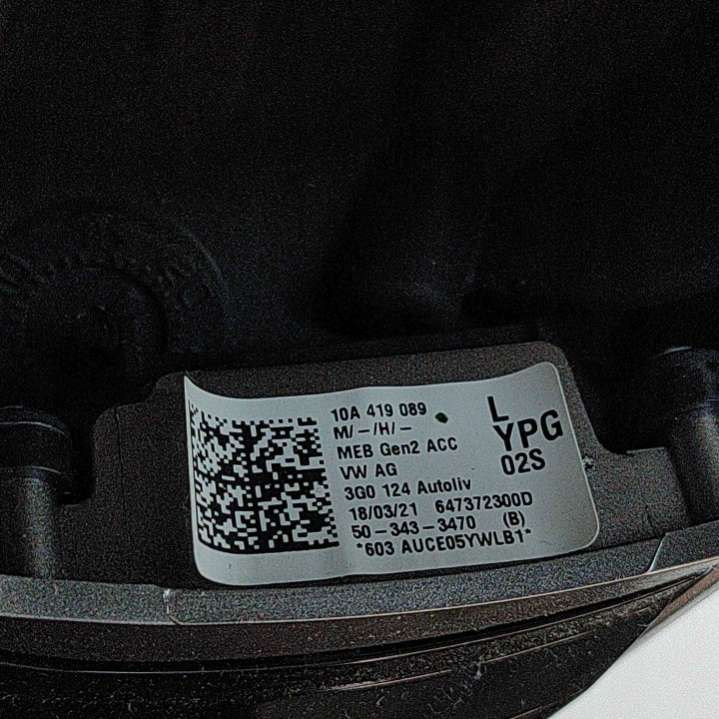 10A 419 089
M/-/H/-
MEB Gen2 ACC
VW AG
3G0 124 Autoliv
18/03/21 647372300D
50-343-3470 (B)
*603 AUCE05YWLB1*
L
YPG
02S